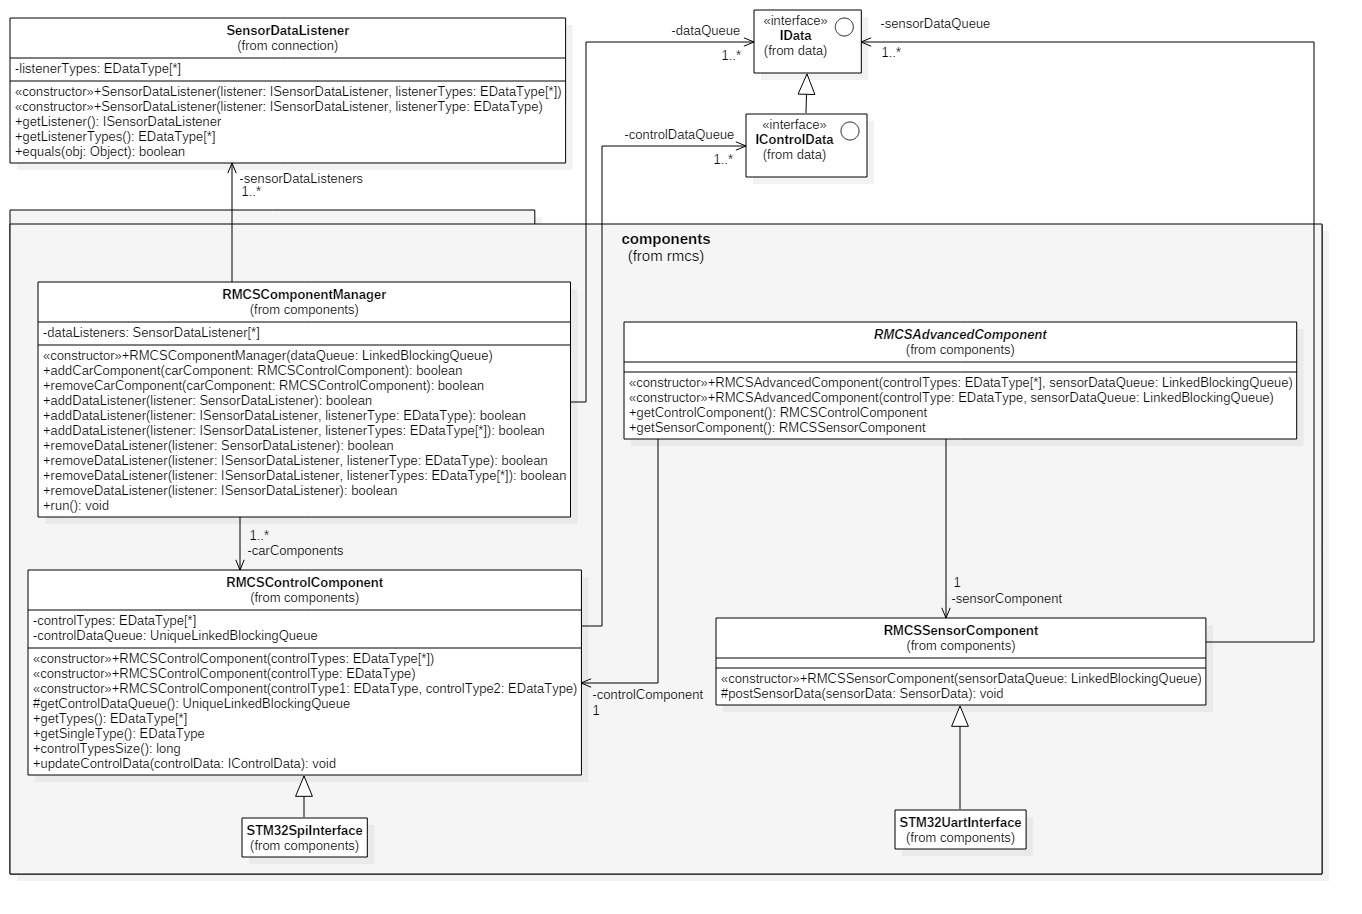 SensorDataListener
(from connection)
-listenerTypes: EDataType[*]
«constructor»+SensorDataListener(listener: ISensorDataListener, listenerTypes: EDataType[*])
«constructor»+SensorDataListener(listener: ISensorDataListener, listenerType: EDataType)
+getListener(): ISensorDataListener
+getListenerTypes(): EDataType[*]
+equals(obj: Object): boolean
-sensorDataListeners
1..*
-dataQueue
1..*
«interface»
IData
(from data)
-sensorDataQueue
1..*
-controlDataQueue
1..*
«interface»
IControlData
(from data)
components
(from rmcs)
RMCSComponentManager
(from components)
-dataListeners: SensorDataListener[*]
«constructor»+RMCSComponentManager(dataQueue: LinkedBlockingQueue)
+addCarComponent(carComponent: RMCSControlComponent): boolean
+removeCarComponent(carComponent: RMCSControlComponent): boolean
+addDataListener(listener: SensorDataListener): boolean
+addDataListener(listener: ISensorDataListener, listenerType: EDataType): boolean
+addDataListener(listener: ISensorDataListener, listenerTypes: EDataType[*]): boolean
+removeDataListener(listener: SensorDataListener): boolean
+removeDataListener(listener: ISensorDataListener, listenerType: EDataType): boolean
+removeDataListener(listener: ISensorDataListener, listenerTypes: EDataType[*]): boolean
+removeDataListener(listener: ISensorDataListener): boolean
+run(): void
RMCSAdvancedComponent
(from components)
«constructor»+RMCSAdvancedComponent(controlTypes: EDataType[*], sensorDataQueue: LinkedBlockingQueue)
«constructor»+RMCSAdvancedComponent(controlType: EDataType, sensorDataQueue: LinkedBlockingQueue)
+getControlComponent(): RMCSControlComponent
+getSensorComponent(): RMCSSensorComponent
1..*
-carComponents
RMCSControlComponent
(from components)
-controlTypes: EDataType[*]
-controlDataQueue: UniqueLinkedBlockingQueue
«constructor»+RMCSControlComponent(controlTypes: EDataType[*])
«constructor»+RMCSControlComponent(controlType: EDataType)
«constructor»+RMCSControlComponent(controlType1: EDataType, controlType2: EDataType)
#getControlDataQueue(): UniqueLinkedBlockingQueue
+getTypes(): EDataType[*]
+getSingleType(): EDataType
+controlTypesSize(): long
+updateControlData(controlData: IControlData): void
-controlComponent
1
1
-sensorComponent
RMCSSensorComponent
(from components)
«constructor»+RMCSSensorComponent(sensorDataQueue: LinkedBlockingQueue)
#postSensorData(sensorData: SensorData): void
STM32SpiInterface
(from components)
STM32UartInterface
(from components)